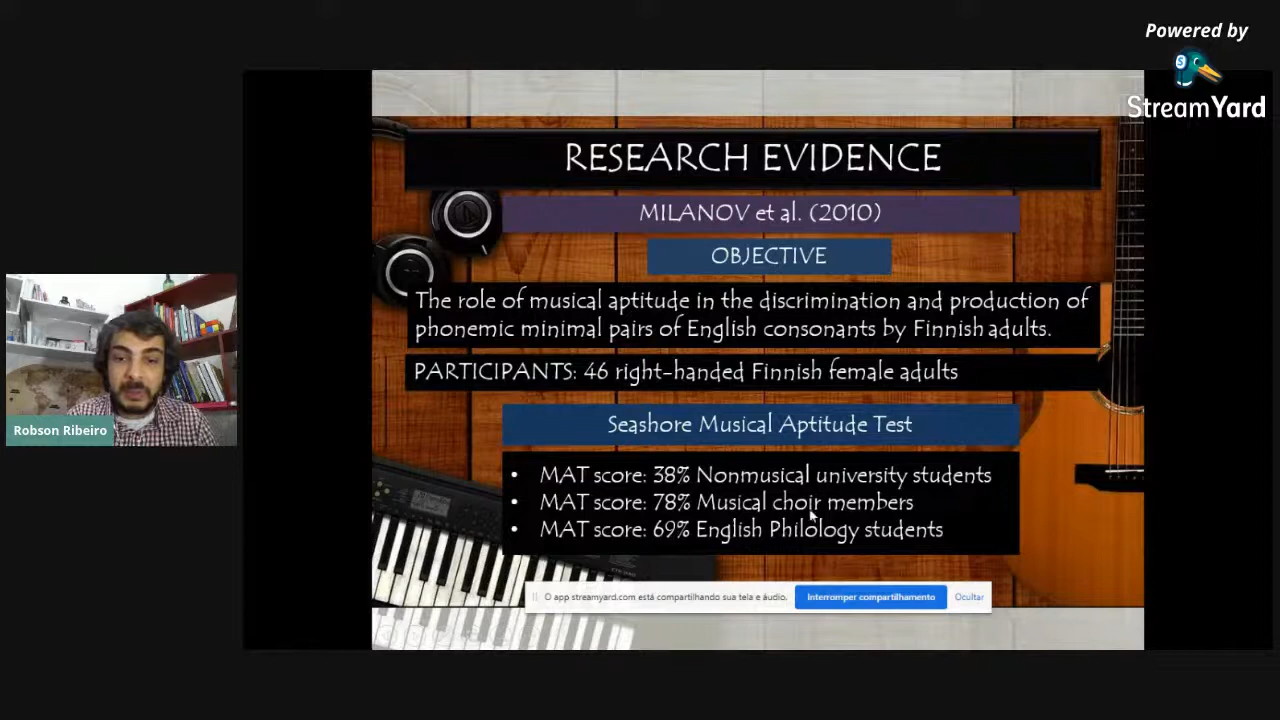 Powered by
StreamYard
RESEARCH EVIDENCE
MILANOV et al. (2010)
OBJECTIVE
The role of musical aptitude in the discrimination and production of
phonemic minimal pairs of English consonants by Finnish adults.
PARTICIPANTS: 46 right-handed Finnish female adults
Seashore Musical Aptitude Test
• MAT score: 38% Nonmusical university students
• MAT score: 78% Musical choir members
• MAT score: 69% English Philology students
O app streamyard.com está compartilhando sua tela e áudio.
Interromper compartilhamento
Ocultar
Robson Ribeiro